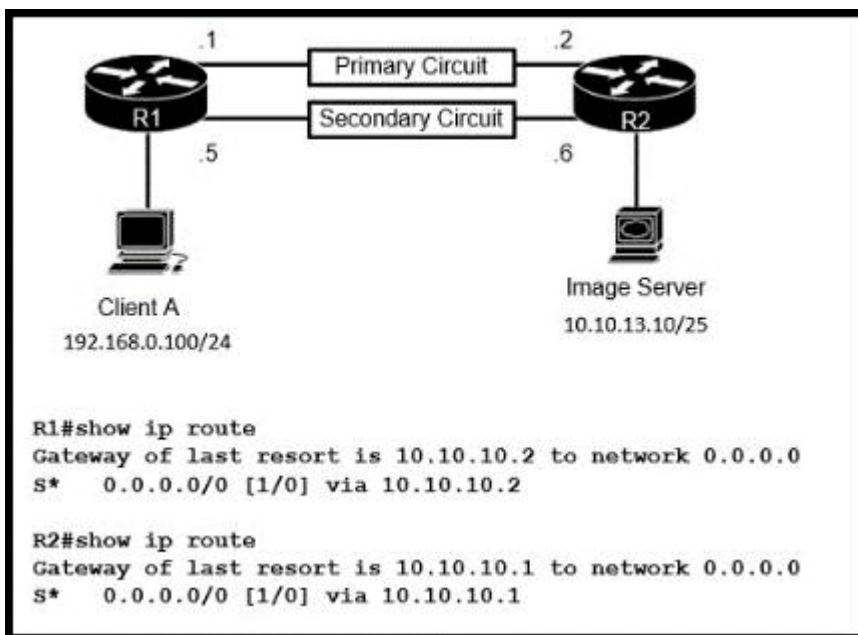 .1
Primary Circuit
.2
R1
Secondary Circuit
R2
.5
.6
Client A
192.168.0.100/24
Image Server
10.10.13.10/25
R1#show ip route
Gateway of last resort is 10.10.10.2 to network 0.0.0.0
S* 0.0.0.0/0 [1/0] via 10.10.10.2
R2#show ip route
Gateway of last resort is 10.10.10.1 to network 0.0.0.0
S* 0.0.0.0/0 [1/0] via 10.10.10.1